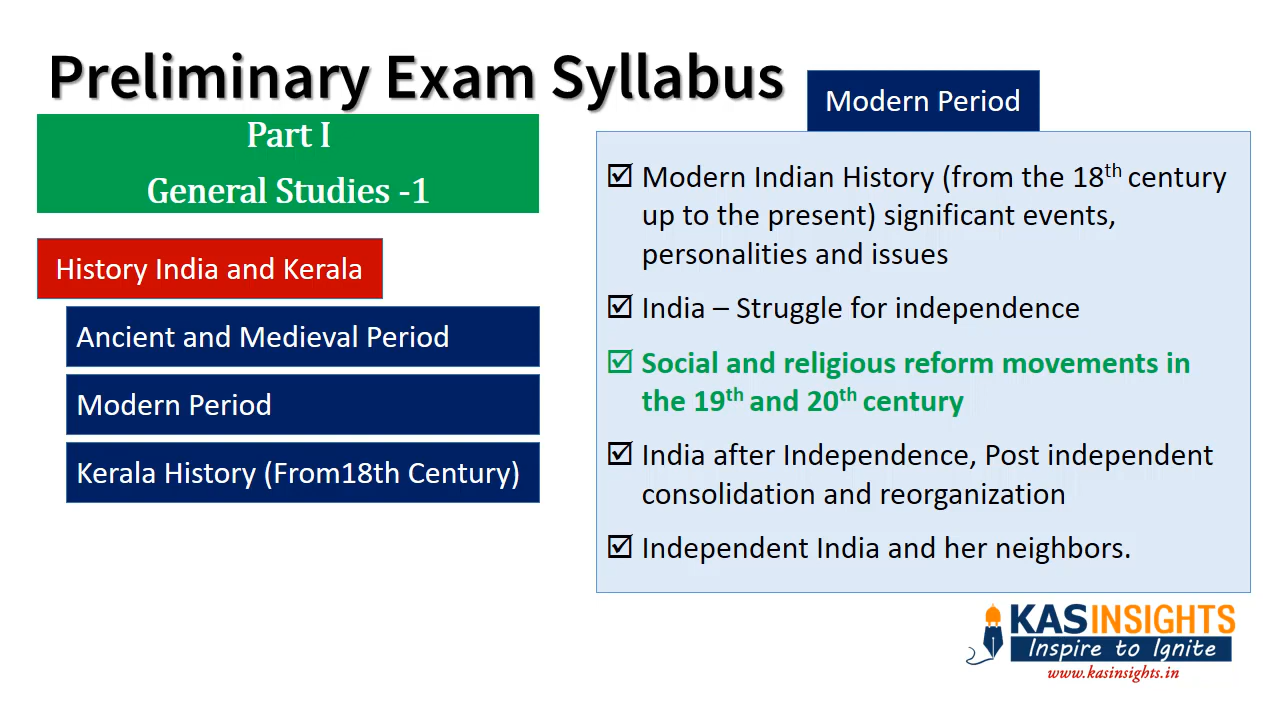 Preliminary Exam Syllabus
Part I
General Studies -1
History India and Kerala
Ancient and Medieval Period
Modern Period
Kerala History (From18th Century)
Modern Period
☑ Modern Indian History (from the 18th century
up to the present) significant events,
personalities and issues
☑ India – Struggle for independence
☑ Social and religious reform movements in
the 19th and 20th century
☑ India after Independence, Post independent
consolidation and reorganization
☑ Independent India and her neighbors.
KASINSIGHTS
Inspire to Ignite
www.kasinsights.in